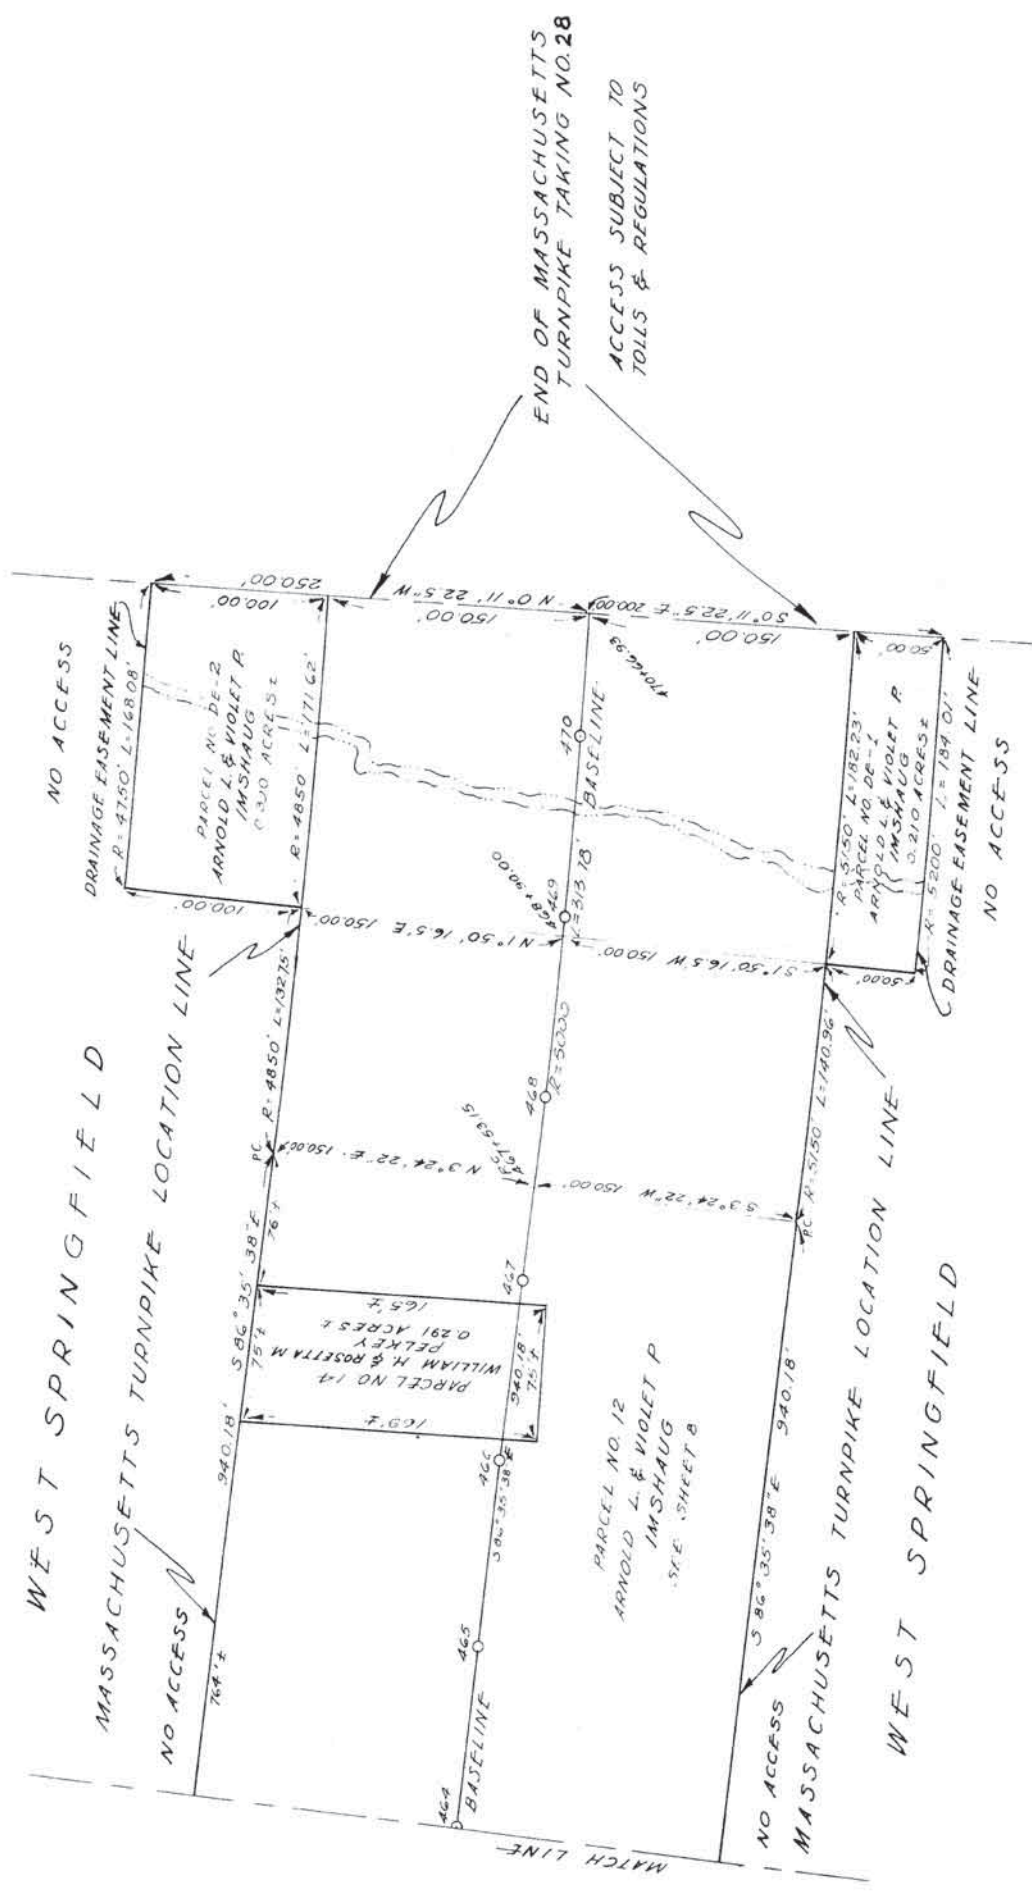 WEST SPRINGFIELD
MASSACHUSETTS TURNPIKE LOCATION LINE
NO ACCESS
764'±
940.18'
S 86° 35' 38" E
75'±
76'±
PC
R=4850' L=132.75'
NO ACCESS
DRAINAGE EASEMENT LINE
R=4750' L=168.08'
PARCEL NO. DE-2
ARNOLD L. & VIOLET P.
IMSHAUG
ACRES±
R=4850' L=171.62'
100.00'
100.00'
250.00'
165'±
PARCEL NO. 14
WILLIAM H. & ROSETTA M
PELKEY
0.291 ACRES±
165'±
75'±
N 3° 24' 22" E 150.00'
N 1° 50' 16.5" E 150.00'
150.00'
N 0° 11' 22.5" W
END OF MASSACHUSETTS
TURNPIKE TAKING NO. 28
ACCESS SUBJECT TO
TOLLS & REGULATIONS
MATCH LINE
464
BASELINE
465
S 86° 35' 38" E
466
940.18'
467
467+53.15
468
R=5000'
468+90.00
469
L=313.78'
BASELINE
470
470+66.93
PARCEL NO. 12
ARNOLD L. & VIOLET P
IMSHAUG
SEE SHEET 8
S 3° 24' 22" W 150.00'
S 1° 50' 16.5" W 150.00'
150.00'
S 0° 11' 22.5" E 200.00'
NO ACCESS
S 86° 35' 38" E 940.18'
PC
R=5150' L=140.96'
R=5150' L=182.23'
PARCEL NO. DE-1
ARNOLD L. & VIOLET P.
IMSHAUG
0.210 ACRES±
R=5200' L=184.01'
50.00'
50.00'
DRAINAGE EASEMENT LINE
NO ACCESS
MASSACHUSETTS TURNPIKE LOCATION LINE
WEST SPRINGFIELD